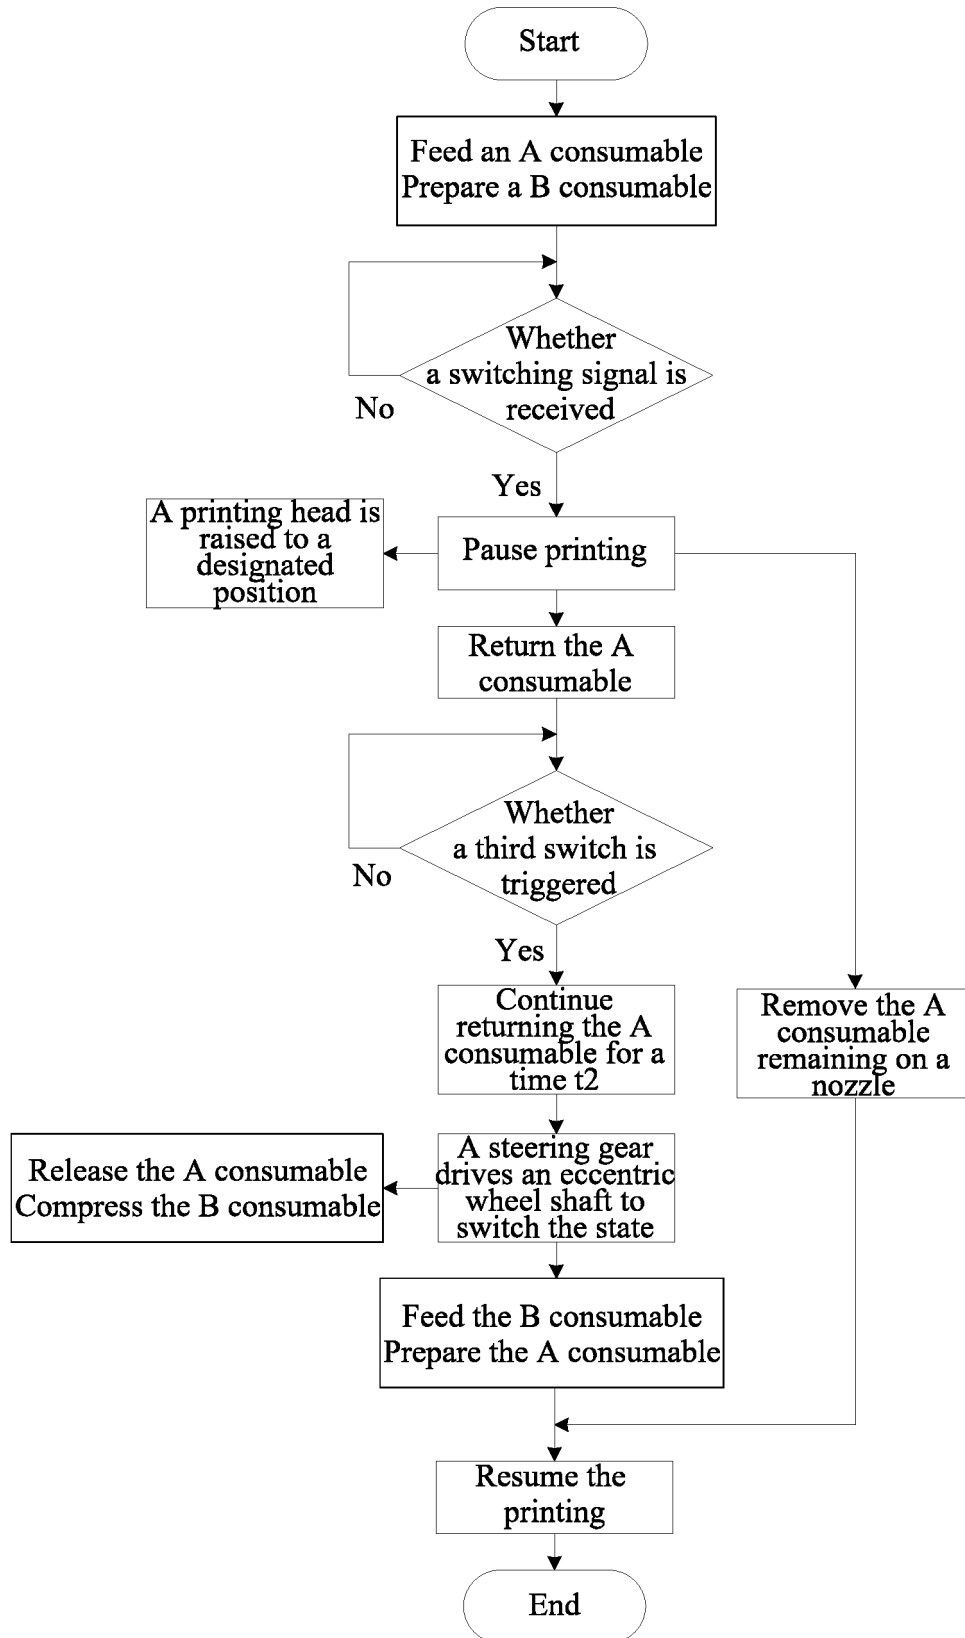 Start
Feed an A consumable
Prepare a B consumable
Whether
a switching signal is
received
No
Yes
A printing head is
raised to a
designated
position
Pause printing
Return the A
consumable
Whether
a third switch is
triggered
No
Yes
Continue
returning the A
consumable for a
time t2
Remove the A
consumable
remaining on a
nozzle
Release the A consumable
Compress the B consumable
A steering gear
drives an eccentric
wheel shaft to
switch the state
Feed the B consumable
Prepare the A consumable
Resume the
printing
End